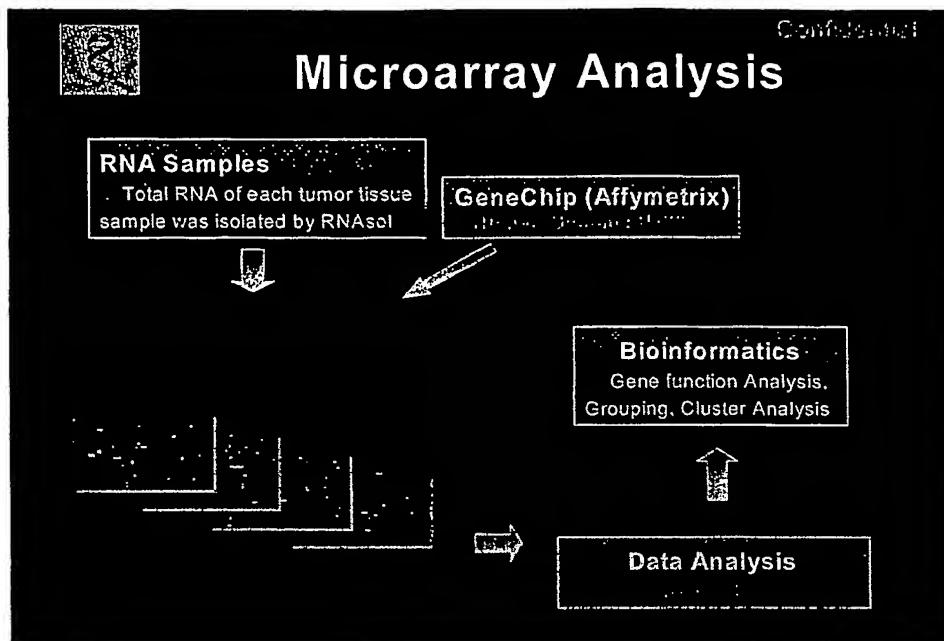 Confidential
Microarray Analysis
RNA Samples
Total RNA of each tumor tissue
sample was isolated by RNAsol
GeneChip (Affymetrix)
Bioinformatics
Gene function Analysis,
Grouping, Cluster Analysis
Data Analysis